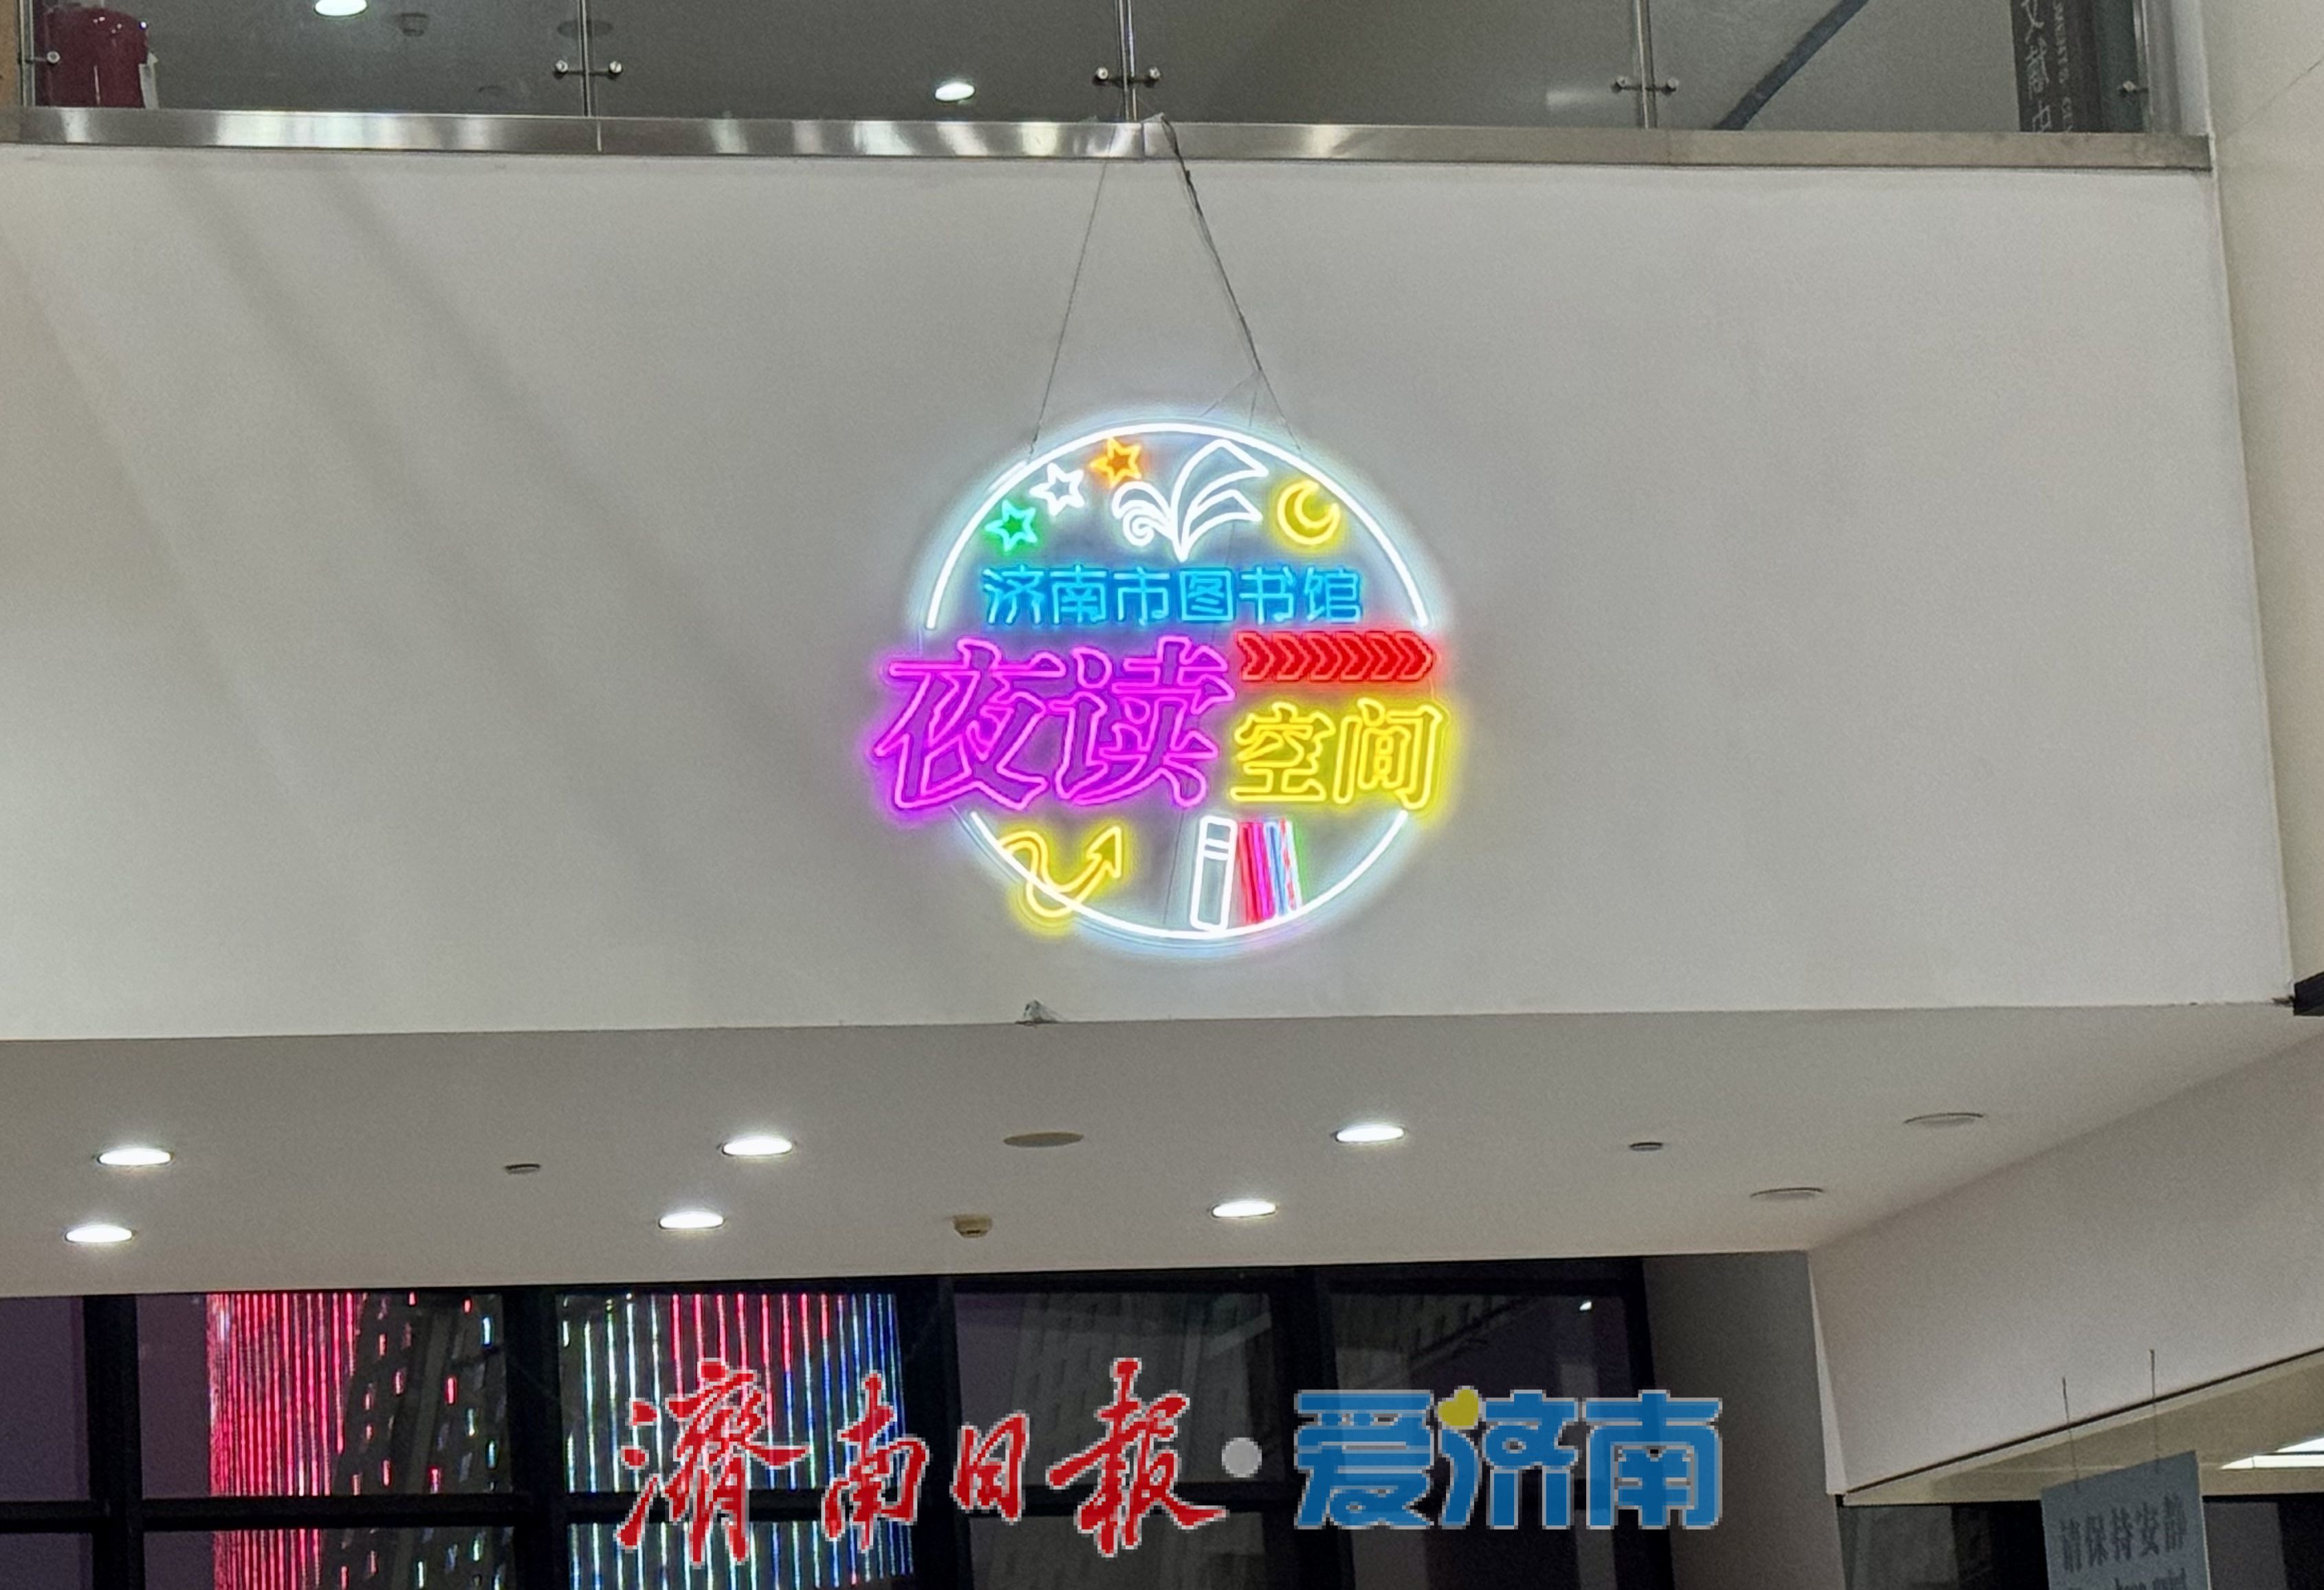 济南市图书馆
夜读空间
濟南日報·爱济南
请保持安静